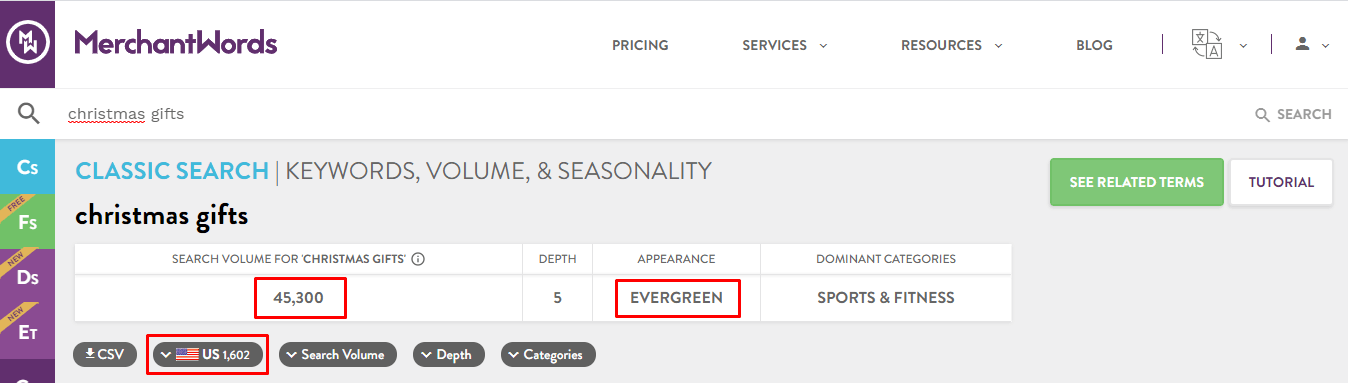 MW MerchantWords PRICING SERVICES RESOURCES BLOG 文 A
christmas gifts SEARCH
Cs CLASSIC SEARCH | KEYWORDS, VOLUME, & SEASONALITY SEE RELATED TERMS TUTORIAL
FREE
Fs christmas gifts
SEARCH VOLUME FOR 'CHRISTMAS GIFTS' DEPTH APPEARANCE DOMINANT CATEGORIES
NEW
Ds 45,300 5 EVERGREEN SPORTS & FITNESS
NEW
ET
CSV US 1,602 Search Volume Depth Categories